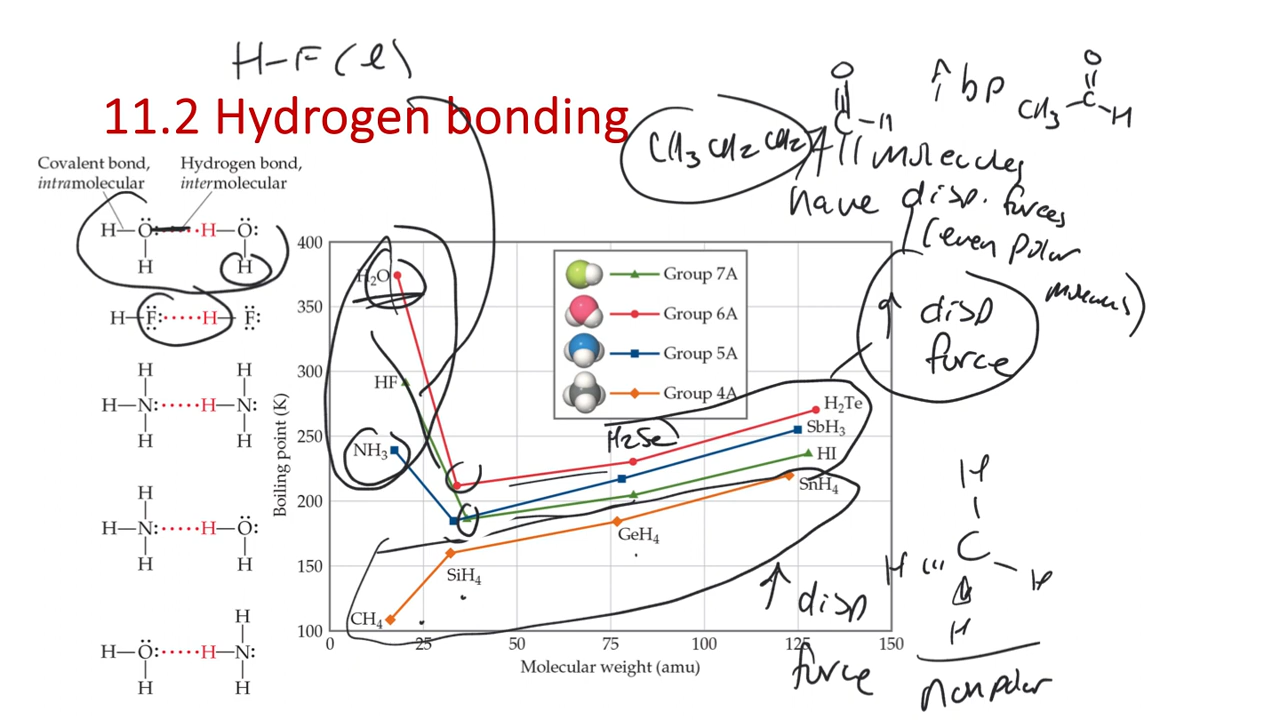 H-F(l)
11.2 Hydrogen bonding
Covalent bond,
intramolecular
Hydrogen bond,
intermolecular
H—Ö:·····H—Ö:
H H
H—F̈:·····H—F̈:
H H
H—N:·····H—N:
H H
H
H—N:·····H—Ö:
H H
H
H—Ö:·····H—N:
H H
O
C-H
CH3CH2CH2
↑bp
O
CH3-C-H
All molecules
have disp. forces
(even polar
molecules)
↑ disp
force
Boiling point (K)
400
350
300
250
200
150
100
0
25
50
75
100
125
150
Molecular weight (amu)
Group 7A
Group 6A
Group 5A
Group 4A
H₂O
HF
NH₃
CH₄
SiH₄
GeH₄
SnH₄
H₂Te
SbH₃
HI
H2Se
↑ disp
force
H
C
H H
H
nonpolar